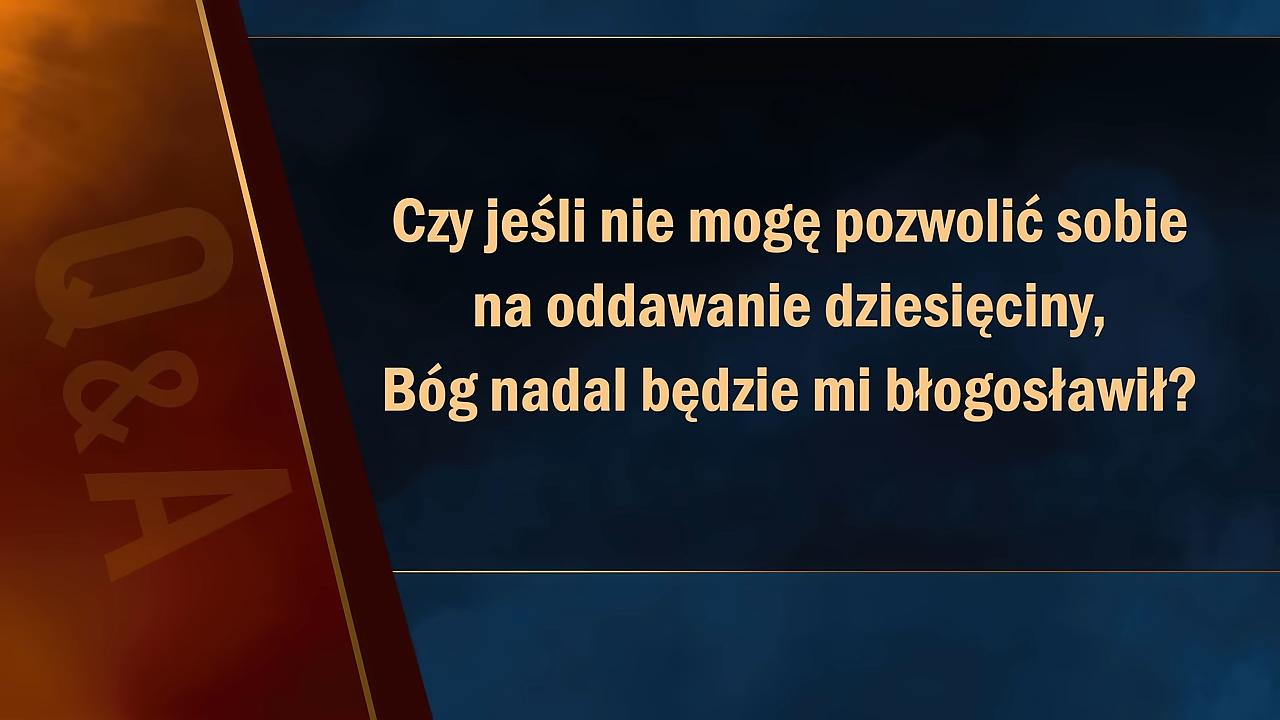 Q & A
Czy jeśli nie mogę pozwolić sobie
na oddawanie dziesięciny,
Bóg nadal będzie mi błogosławił?